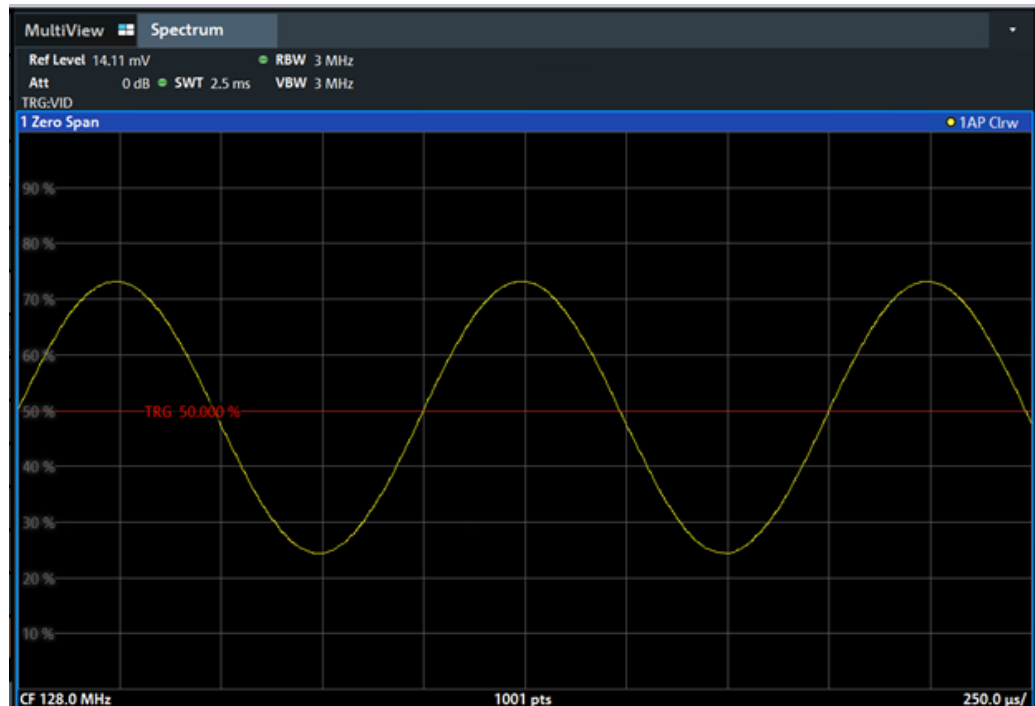 MultiView Spectrum
Ref Level 14.11 mV RBW 3 MHz
Att 0 dB SWT 2.5 ms VBW 3 MHz
TRG:VID
1 Zero Span 1AP Clrw
90 %
80 %
70 %
60 %
50 % TRG 50.000 %
40 %
30 %
20 %
10 %
CF 128.0 MHz 1001 pts 250.0 µs/